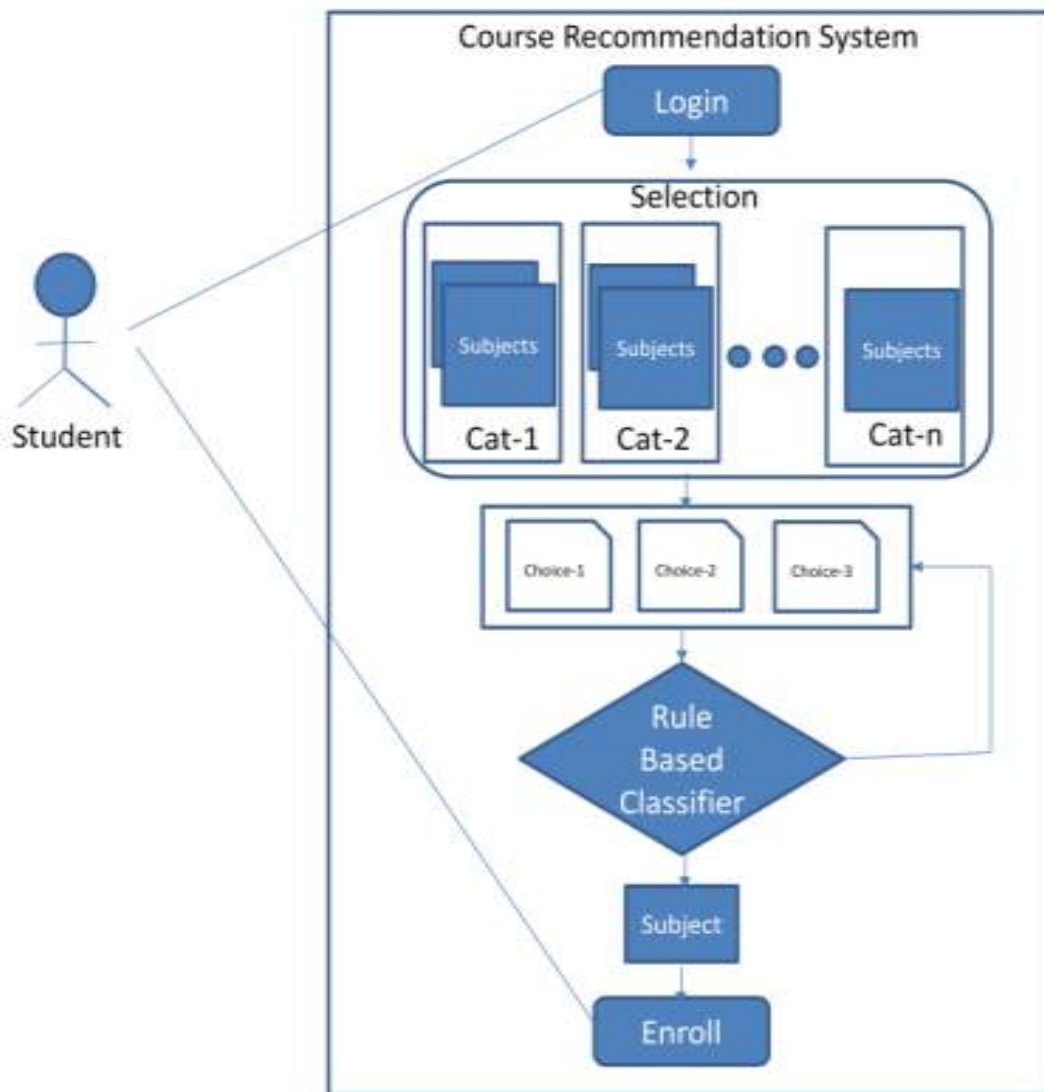 Course Recommendation System
Login
Selection
Subjects
Subjects
Subjects
Cat-1
Cat-2
Cat-n
Student
Choice-1
Choice-2
Choice-3
Rule
Based
Classifier
Subject
Enroll